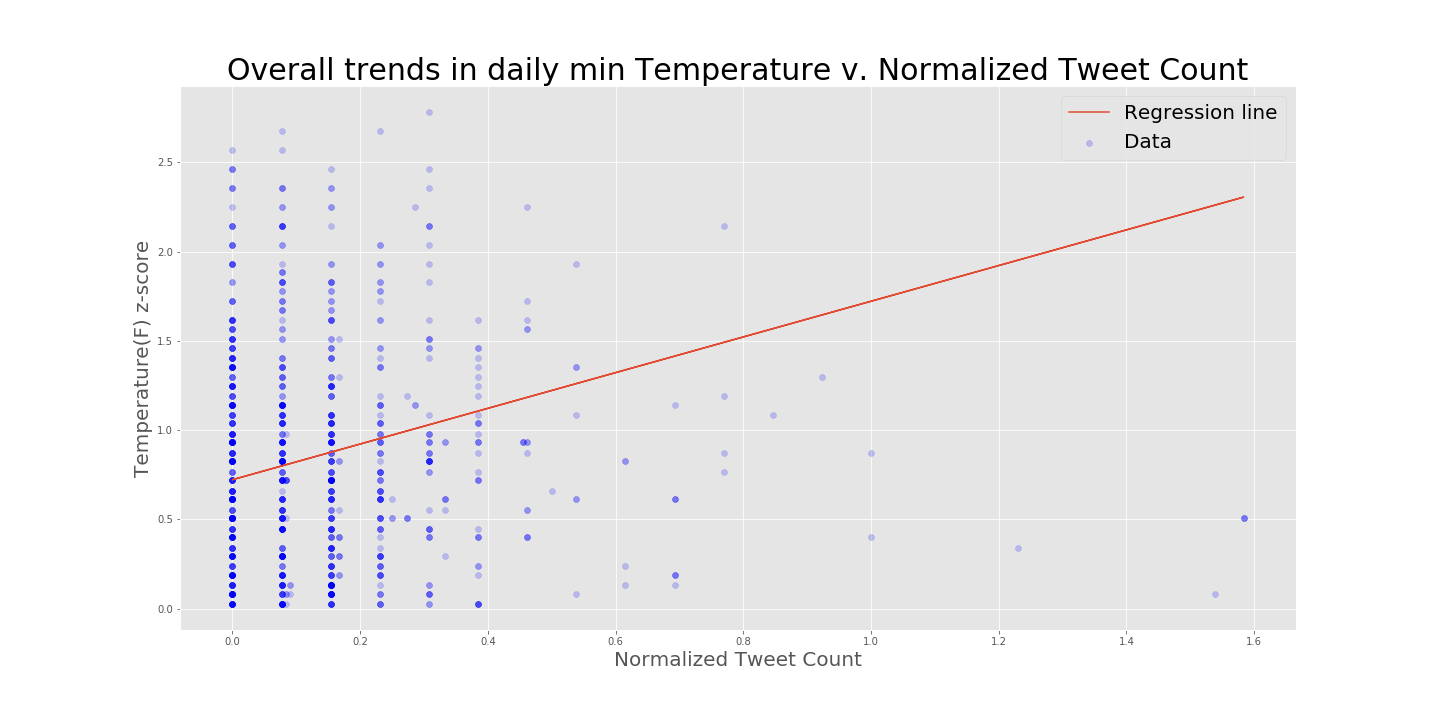 Overall trends in daily min Temperature v. Normalized Tweet Count
Regression line
Data
Temperature(F) z-score
2.5
2.0
1.5
1.0
0.5
0.0
0.0 0.2 0.4 0.6 0.8 1.0 1.2 1.4 1.6
Normalized Tweet Count